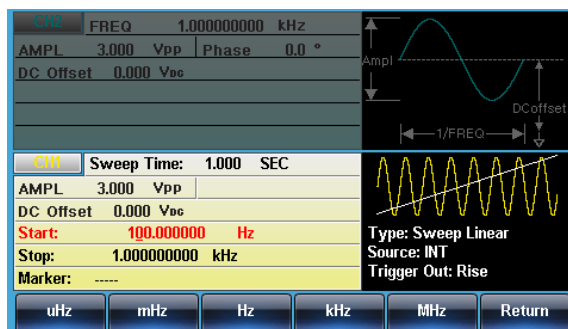 CH2 FREQ 1.000000000 kHz
AMPL 3.000 Vpp Phase 0.0 °
DC Offset 0.000 VDC
Ampl
DCoffset
1/FREQ
CH1 Sweep Time: 1.000 SEC
AMPL 3.000 Vpp
DC Offset 0.000 VDC
Start: 100.000000 Hz
Stop: 1.000000000 kHz
Marker: -----
Type: Sweep Linear
Source: INT
Trigger Out: Rise
uHz mHz Hz kHz MHz Return